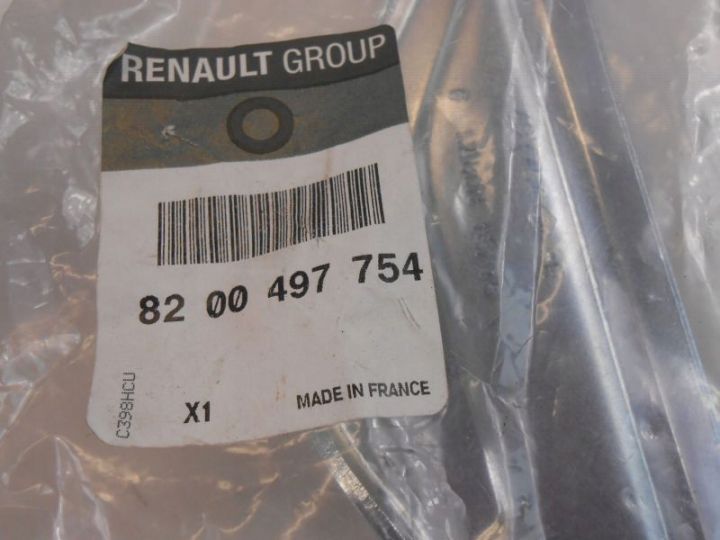 RENAULT GROUP
82 00 497 754
C398HCU
X1
MADE IN FRANCE